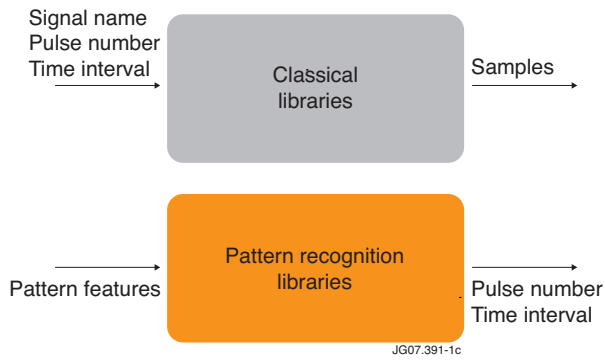 Signal name
Pulse number
Time interval
Classical
libraries
Samples
Pattern recognition
libraries
Pattern features
Pulse number
Time interval
JG07.391-1c